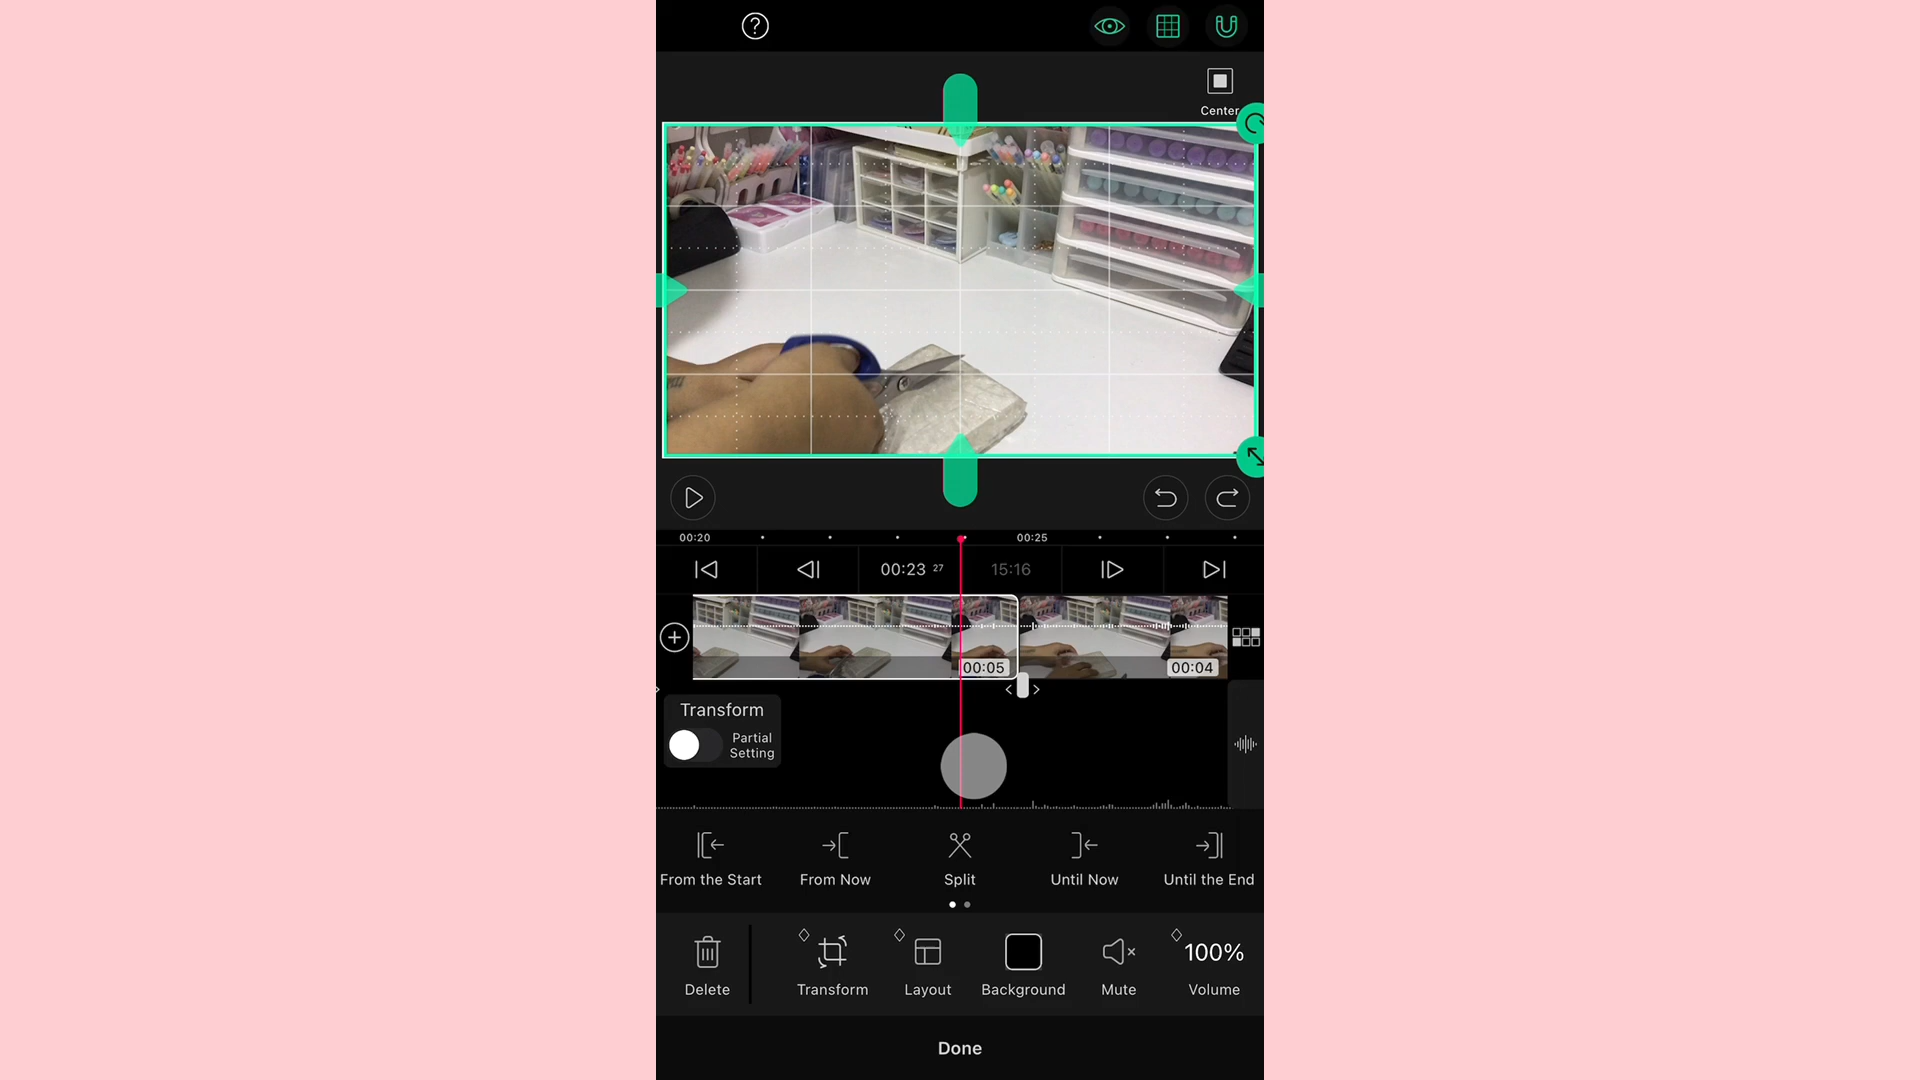 ?
Center
00:20
00:25
00:23 27
15:16
00:05
00:04
Transform
Partial
Setting
From the Start
From Now
Split
Until Now
Until the End
Delete
Transform
Layout
Background
Mute
100%
Volume
Done